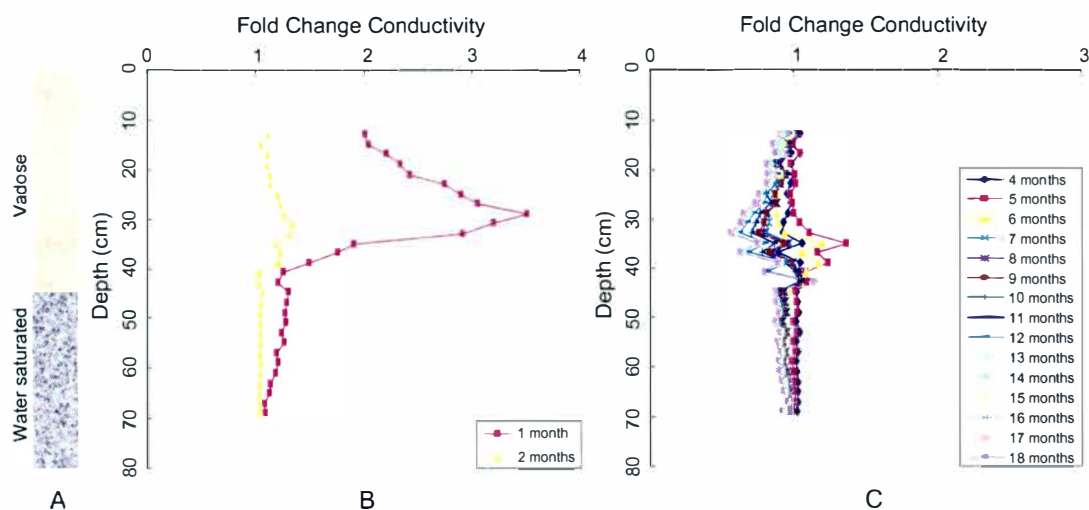 Fold Change Conductivity
0 1 2 3 4
0
10
20
30
40
50
60
70
80
Depth (cm)
Vadose
Water saturated
1 month
2 months
A
B
Fold Change Conductivity
0 1 2 3
0
10
20
30
40
50
60
70
80
Depth (cm)
4 months
5 months
6 months
7 months
8 months
9 months
10 months
11 months
12 months
13 months
14 months
15 months
16 months
17 months
18 months
C